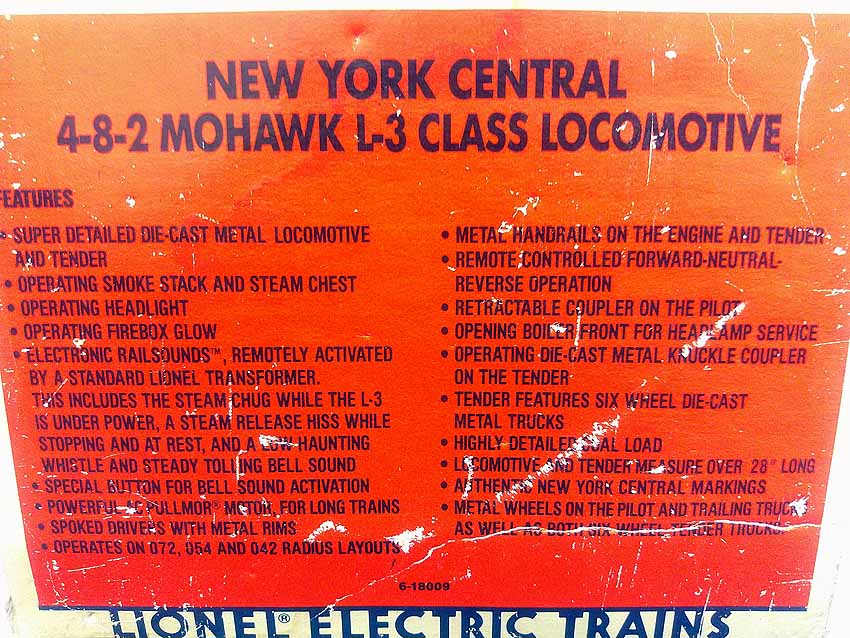 NEW YORK CENTRAL
4-8-2 MOHAWK L-3 CLASS LOCOMOTIVE
FEATURES
• SUPER DETAILED DIE-CAST METAL LOCOMOTIVE
AND TENDER
• OPERATING SMOKE STACK AND STEAM CHEST
• OPERATING HEADLIGHT
• OPERATING FIREBOX GLOW
• ELECTRONIC RAILSOUNDS™, REMOTELY ACTIVATED
BY A STANDARD LIONEL TRANSFORMER.
THIS INCLUDES THE STEAM CHUG WHILE THE L-3
IS UNDER POWER, A STEAM RELEASE HISS WHILE
STOPPING AND AT REST, AND A LOW HAUNTING
WHISTLE AND STEADY TOLLING BELL SOUND
• SPECIAL BUTTON FOR BELL SOUND ACTIVATION
• POWERFUL AC PULLMOR® MOTOR, FOR LONG TRAINS
• SPOKED DRIVERS WITH METAL RIMS
• OPERATES ON 072, 054 AND 042 RADIUS LAYOUTS
• METAL HANDRAILS ON THE ENGINE AND TENDER
• REMOTE CONTROLLED FORWARD-NEUTRAL-
REVERSE OPERATION
• RETRACTABLE COUPLER ON THE PILOT
• OPENING BOILER FRONT FOR HEADLAMP SERVICE
• OPERATING DIE-CAST METAL KNUCKLE COUPLER
ON THE TENDER
• TENDER FEATURES SIX WHEEL DIE-CAST
METAL TRUCKS
• HIGHLY DETAILED COAL LOAD
• LOCOMOTIVE AND TENDER MEASURE OVER 28" LONG
• AUTHENTIC NEW YORK CENTRAL MARKINGS
• METAL WHEELS ON THE PILOT AND TRAILING TRUCK,
AS WELL AS BOTH SIX WHEEL TENDER TRUCKS.
6-18009
LIONEL® ELECTRIC TRAINS